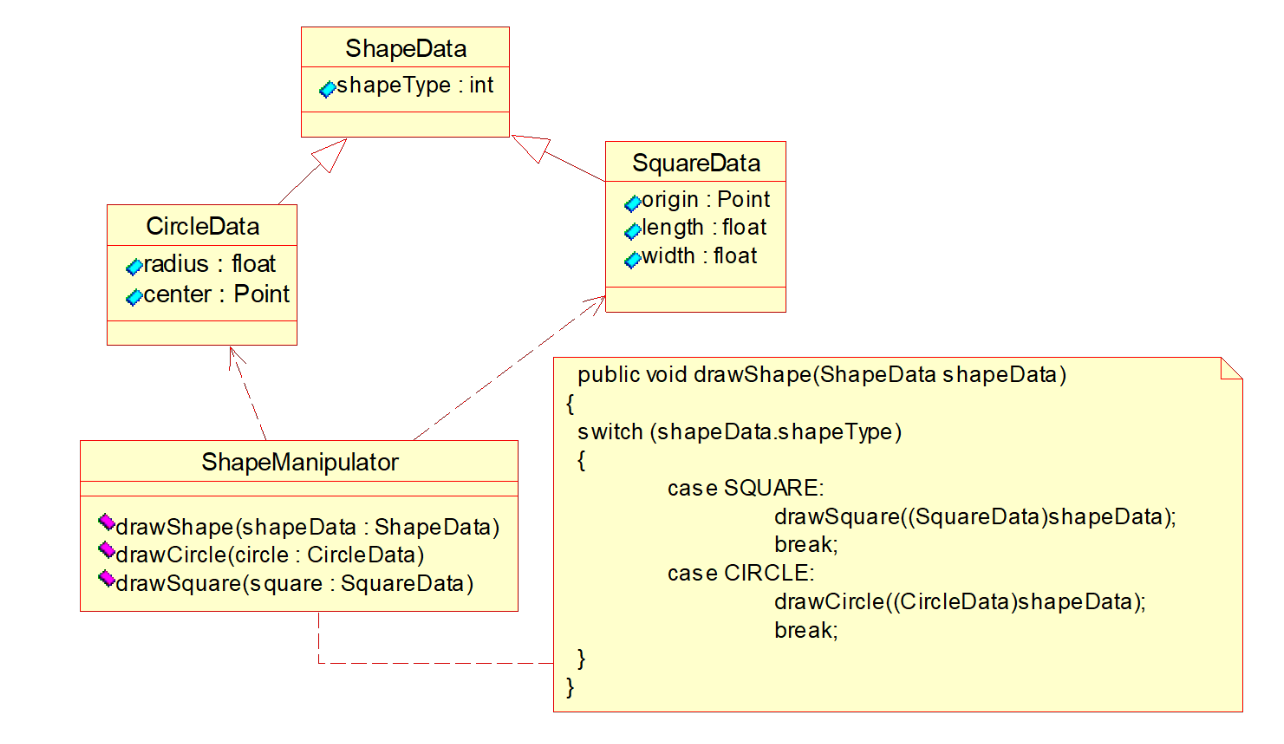 ShapeData
shapeType : int
SquareData
origin : Point
length : float
width : float
CircleData
radius : float
center : Point
ShapeManipulator
drawShape(shapeData : ShapeData)
drawCircle(circle : CircleData)
drawSquare(square : SquareData)
public void drawShape(ShapeData shapeData)
{
switch (shapeData.shapeType)
{
case SQUARE:
drawSquare((SquareData)shapeData);
break;
case CIRCLE:
drawCircle((CircleData)shapeData);
break;
}
}